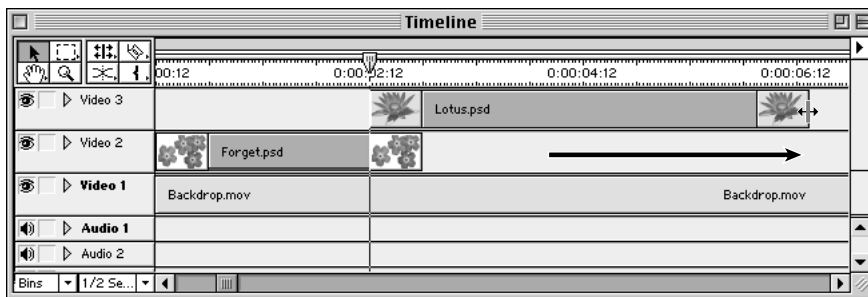 Timeline
00:12 0:00:02:12 0:00:04:12 0:00:06:12
Video 3 Lotus.psd
Video 2 Forget.psd
Video 1 Backdrop.mov Backdrop.mov
Audio 1
Audio 2
Bins 1/2 Se...